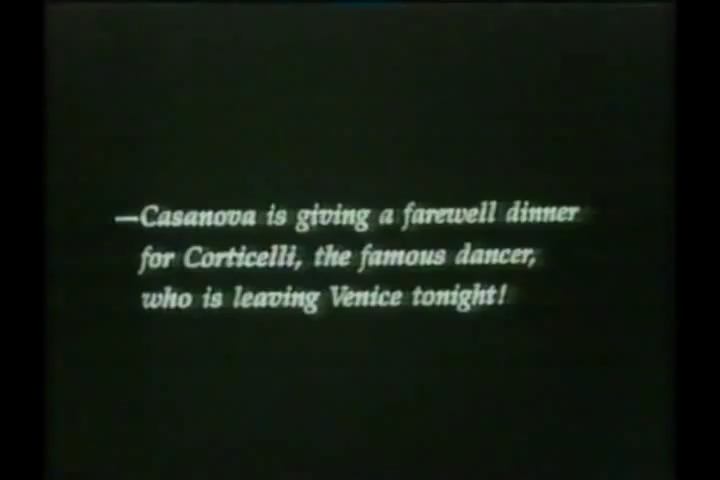 —Casanova is giving a farewell dinner
for Corticelli, the famous dancer,
who is leaving Venice tonight!